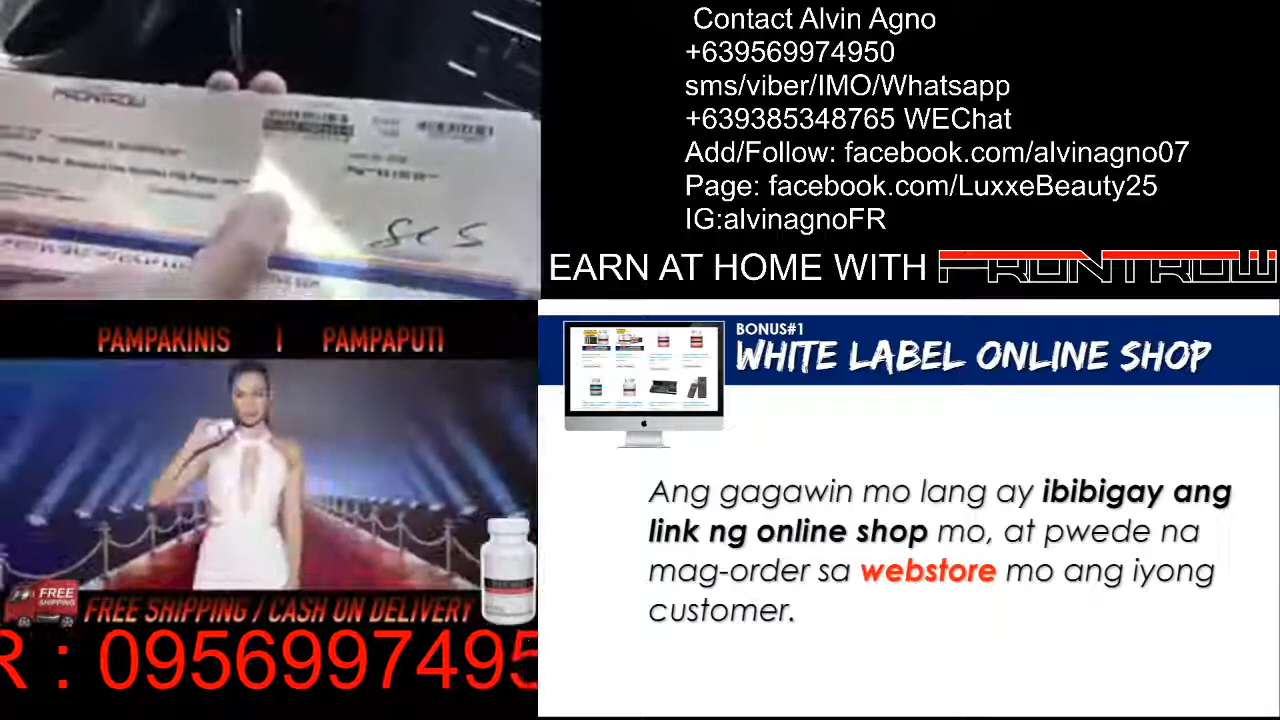 FRONTROW
SCS
Contact Alvin Agno
+639569974950
sms/viber/IMO/Whatsapp
+639385348765 WEChat
Add/Follow: facebook.com/alvinagno07
Page: facebook.com/LuxxeBeauty25
IG:alvinagnoFR
EARN AT HOME WITH FRONTROW
PAMPAKINIS | PAMPAPUTI
FREE
SHIPPING
FREE SHIPPING / CASH ON DELIVERY
R : 0956997495
BONUS#1
WHITE LABEL ONLINE SHOP
Ang gagawin mo lang ay ibibigay ang
link ng online shop mo, at pwede na
mag-order sa webstore mo ang iyong
customer.